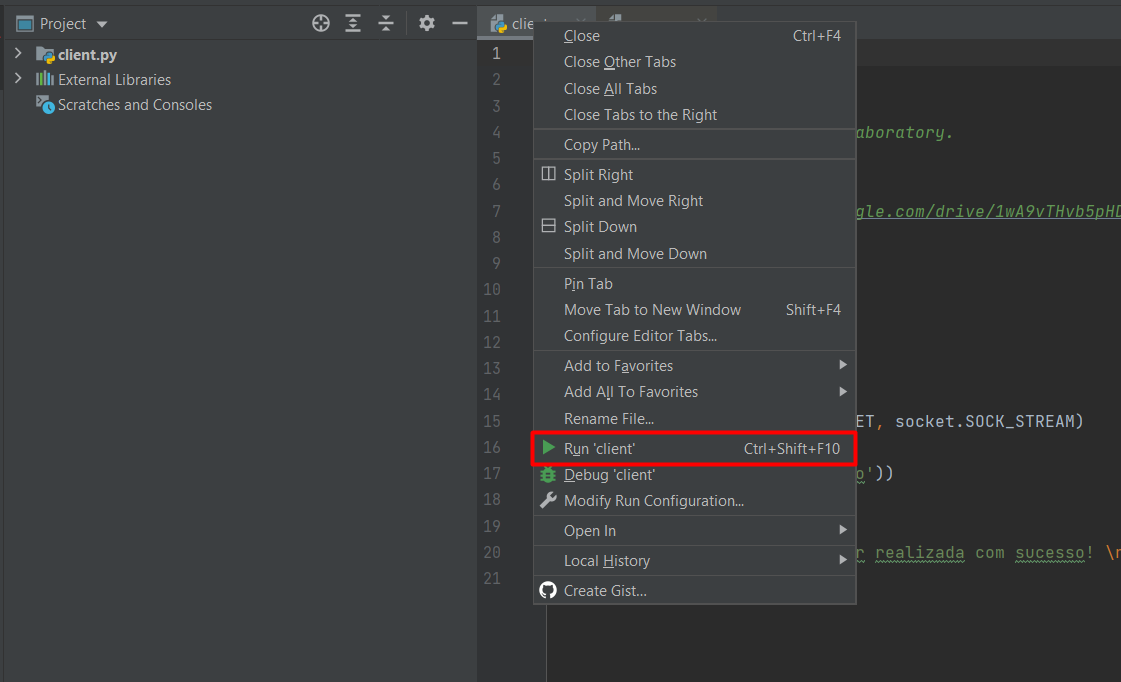 Project
client.py
External Libraries
Scratches and Consoles
1
2
3
4
5
6
7
8
9
10
11
12
13
14
15
16
17
18
19
20
21
Close Ctrl+F4
Close Other Tabs
Close All Tabs
Close Tabs to the Right
Copy Path...
Split Right
Split and Move Right
Split Down
Split and Move Down
Pin Tab
Move Tab to New Window Shift+F4
Configure Editor Tabs...
Add to Favorites
Add All To Favorites
Rename File...
Run 'client' Ctrl+Shift+F10
Debug 'client'
Modify Run Configuration...
Open In
Local History
Create Gist...
aboratory.
gle.com/drive/1wA9vTHvb5pHD
ET, socket.SOCK_STREAM)
o'))
r realizada com sucesso! \n